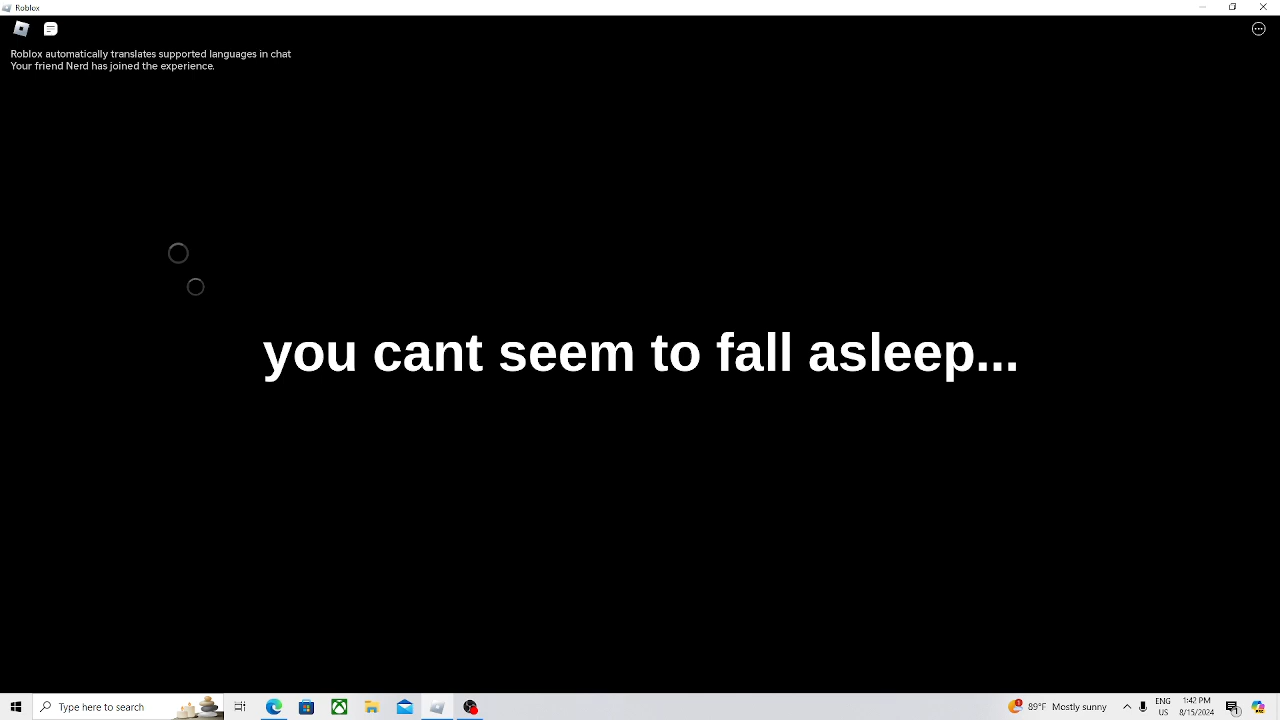 Roblox
Roblox automatically translates supported languages in chat
Your friend Nerd has joined the experience.
you cant seem to fall asleep...
Type here to search
89°F Mostly sunny
ENG
US
1:42 PM
8/15/2024